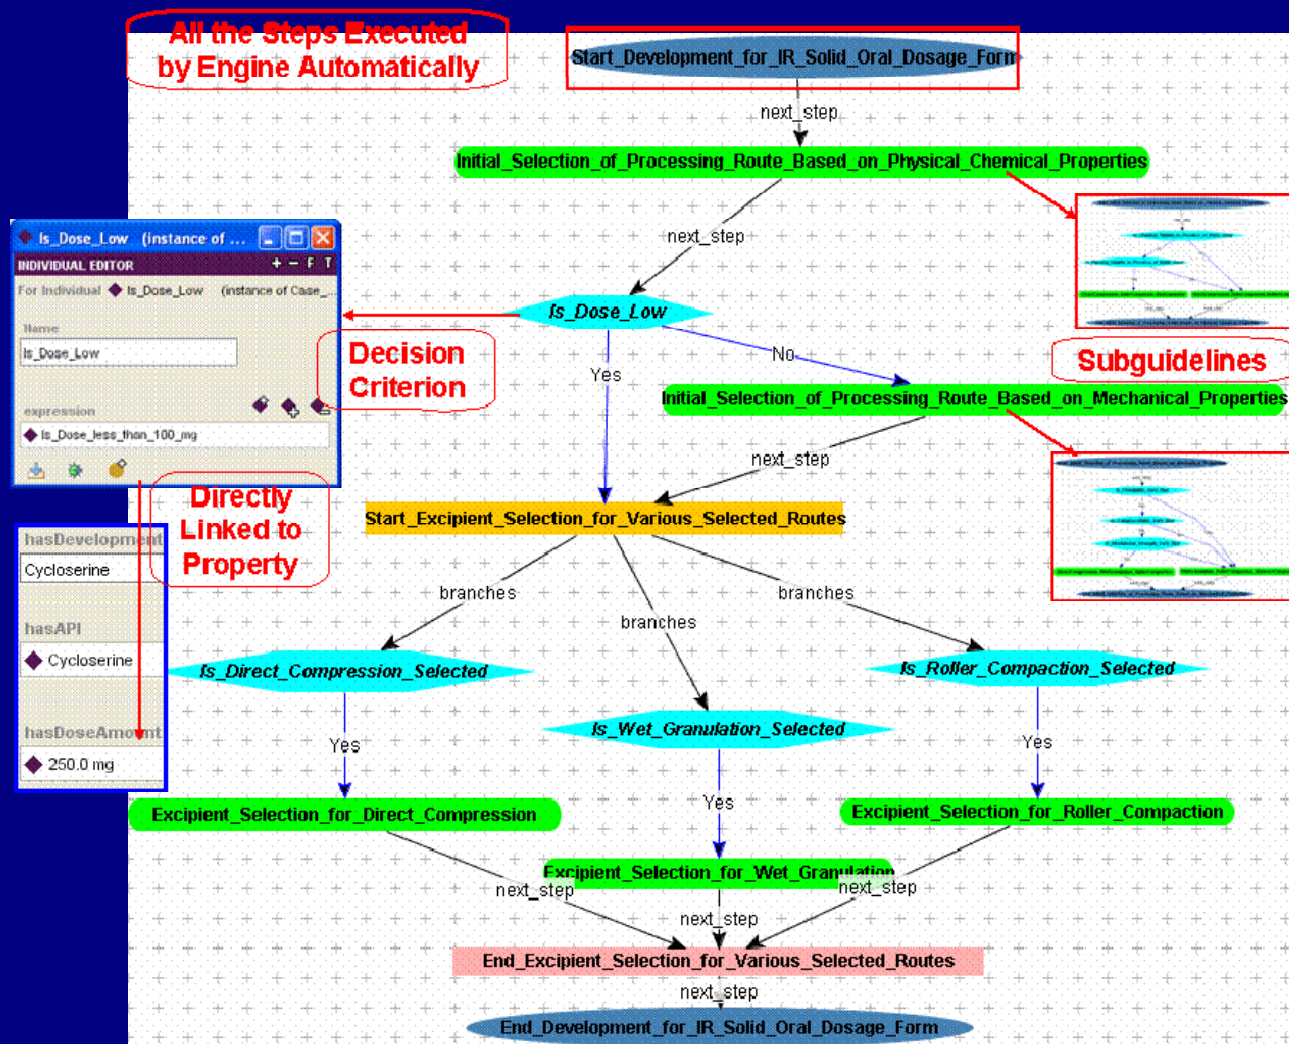 All the Steps Executed
by Engine Automatically
Start_Development_for_IR_Solid_Oral_Dosage_Form
next_step
Initial_Selection_of_Processing_Route_Based_on_Physical_Chemical_Properties
next_step
Is_Dose_Low (instance of ...
INDIVIDUAL EDITOR
+ − F T
For Individual Is_Dose_Low (instance of Case_...
Name
Is_Dose_Low
expression
Is_Dose_less_than_100_mg
Is_Dose_Low
Decision
Criterion
Yes
No
Subguidelines
Initial_Selection_of_Processing_Route_Based_on_Mechanical_Properties
next_step
Directly
Linked to
Property
Start_Excipient_Selection_for_Various_Selected_Routes
hasDevelopment
Cycloserine
hasAPI
Cycloserine
hasDoseAmount
250.0 mg
branches
branches
branches
Is_Direct_Compression_Selected
Is_Wet_Granulation_Selected
Is_Roller_Compaction_Selected
Yes
Yes
Yes
Excipient_Selection_for_Direct_Compression
Excipient_Selection_for_Wet_Granulation
Excipient_Selection_for_Roller_Compaction
next_step
next_step
next_step
End_Excipient_Selection_for_Various_Selected_Routes
next_step
End_Development_for_IR_Solid_Oral_Dosage_Form